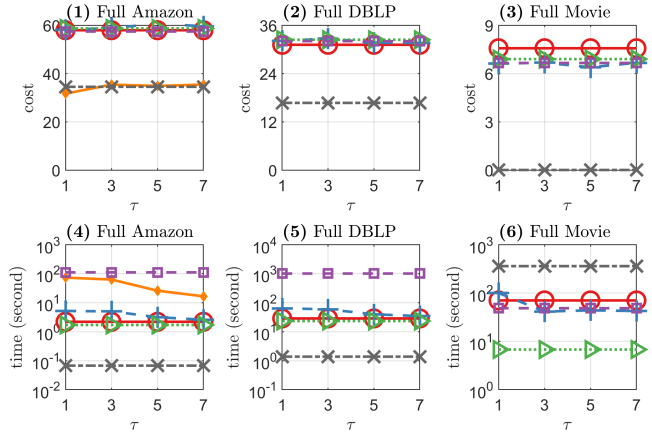 (1) Full Amazon
cost
60
40
20
0
1 3 5 7
τ
(2) Full DBLP
cost
36
24
12
0
1 3 5 7
τ
(3) Full Movie
cost
9
6
3
0
1 3 5 7
τ
(4) Full Amazon
time (second)
10^3
10^2
10^1
10^0
10^-1
10^-2
1 3 5 7
τ
(5) Full DBLP
time (second)
10^4
10^3
10^2
10^1
10^0
10^-1
1 3 5 7
τ
(6) Full Movie
time (second)
10^3
10^2
10^1
10^0
1 3 5 7
τ